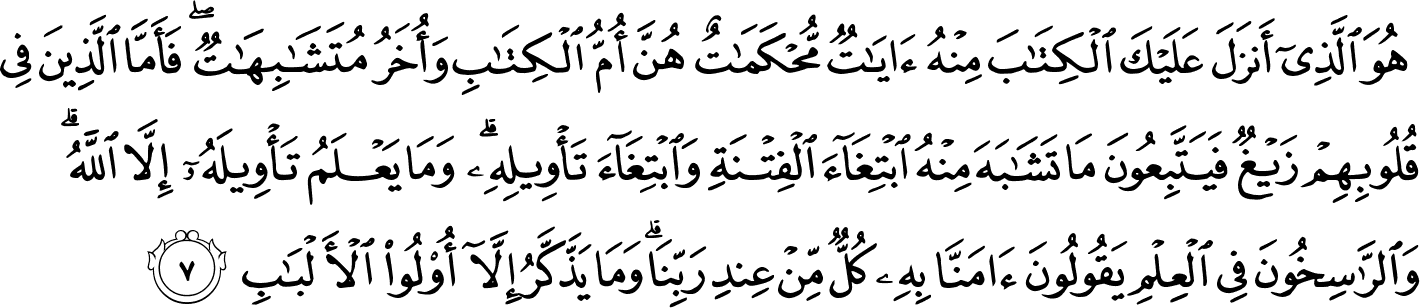 هُوَ ٱلَّذِىٓ أَنزَلَ عَلَيْكَ ٱلْكِتَـٰبَ مِنْهُ ءَايَـٰتٌ مُّحْكَمَـٰتٌ هُنَّ أُمُّ ٱلْكِتَـٰبِ وَأُخَرُ مُتَشَـٰبِهَـٰتٌ ۖ فَأَمَّا ٱلَّذِينَ فِى
قُلُوبِهِمْ زَيْغٌ فَيَتَّبِعُونَ مَا تَشَـٰبَهَ مِنْهُ ٱبْتِغَآءَ ٱلْفِتْنَةِ وَٱبْتِغَآءَ تَأْوِيلِهِۦ ۗ وَمَا يَعْلَمُ تَأْوِيلَهُۥٓ إِلَّا ٱللَّهُ ۗ
وَٱلرَّٰسِخُونَ فِى ٱلْعِلْمِ يَقُولُونَ ءَامَنَّا بِهِۦ كُلٌّ مِّنْ عِندِ رَبِّنَا ۗ وَمَا يَذَّكَّرُ إِلَّآ أُو۟لُوا۟ ٱلْأَلْبَـٰبِ ٧